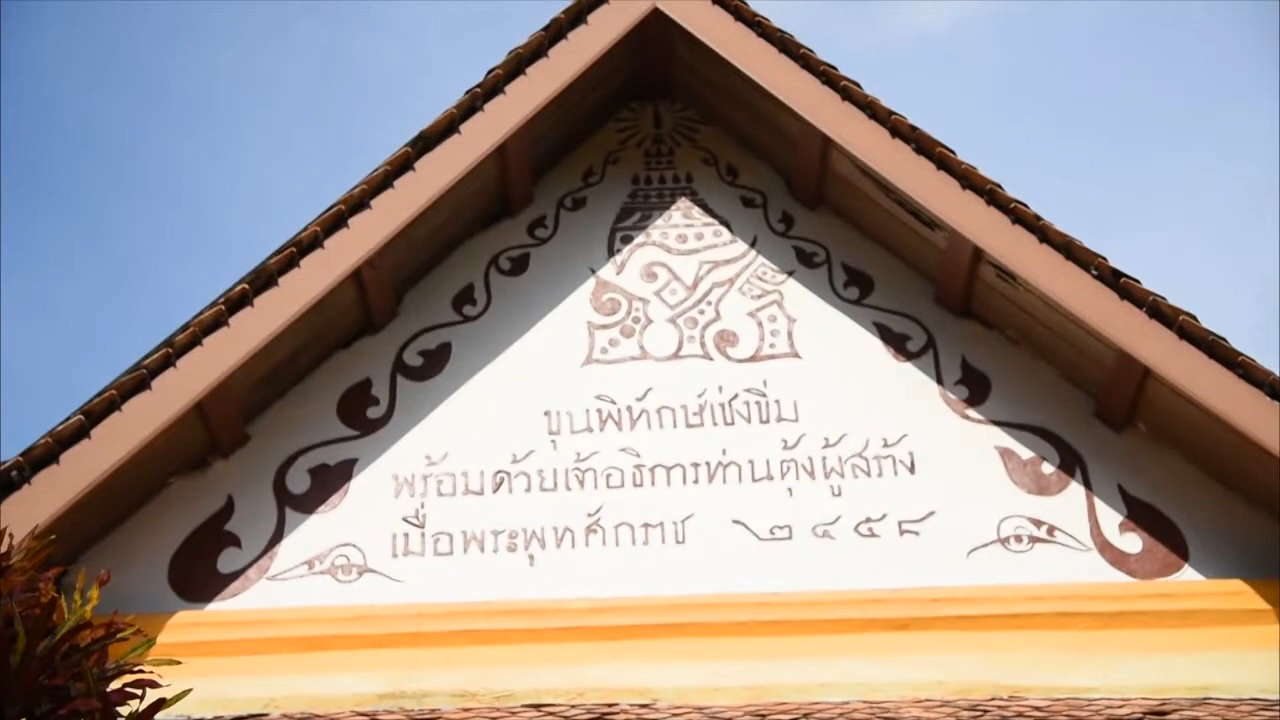 ขุนพิทักษ์เช่งขิ่ม
พร้อมด้วยเท้าอธิการท่านตุ้งผู้สร้าง
เมื่อพระพุทศักราช ๒๔๕๘